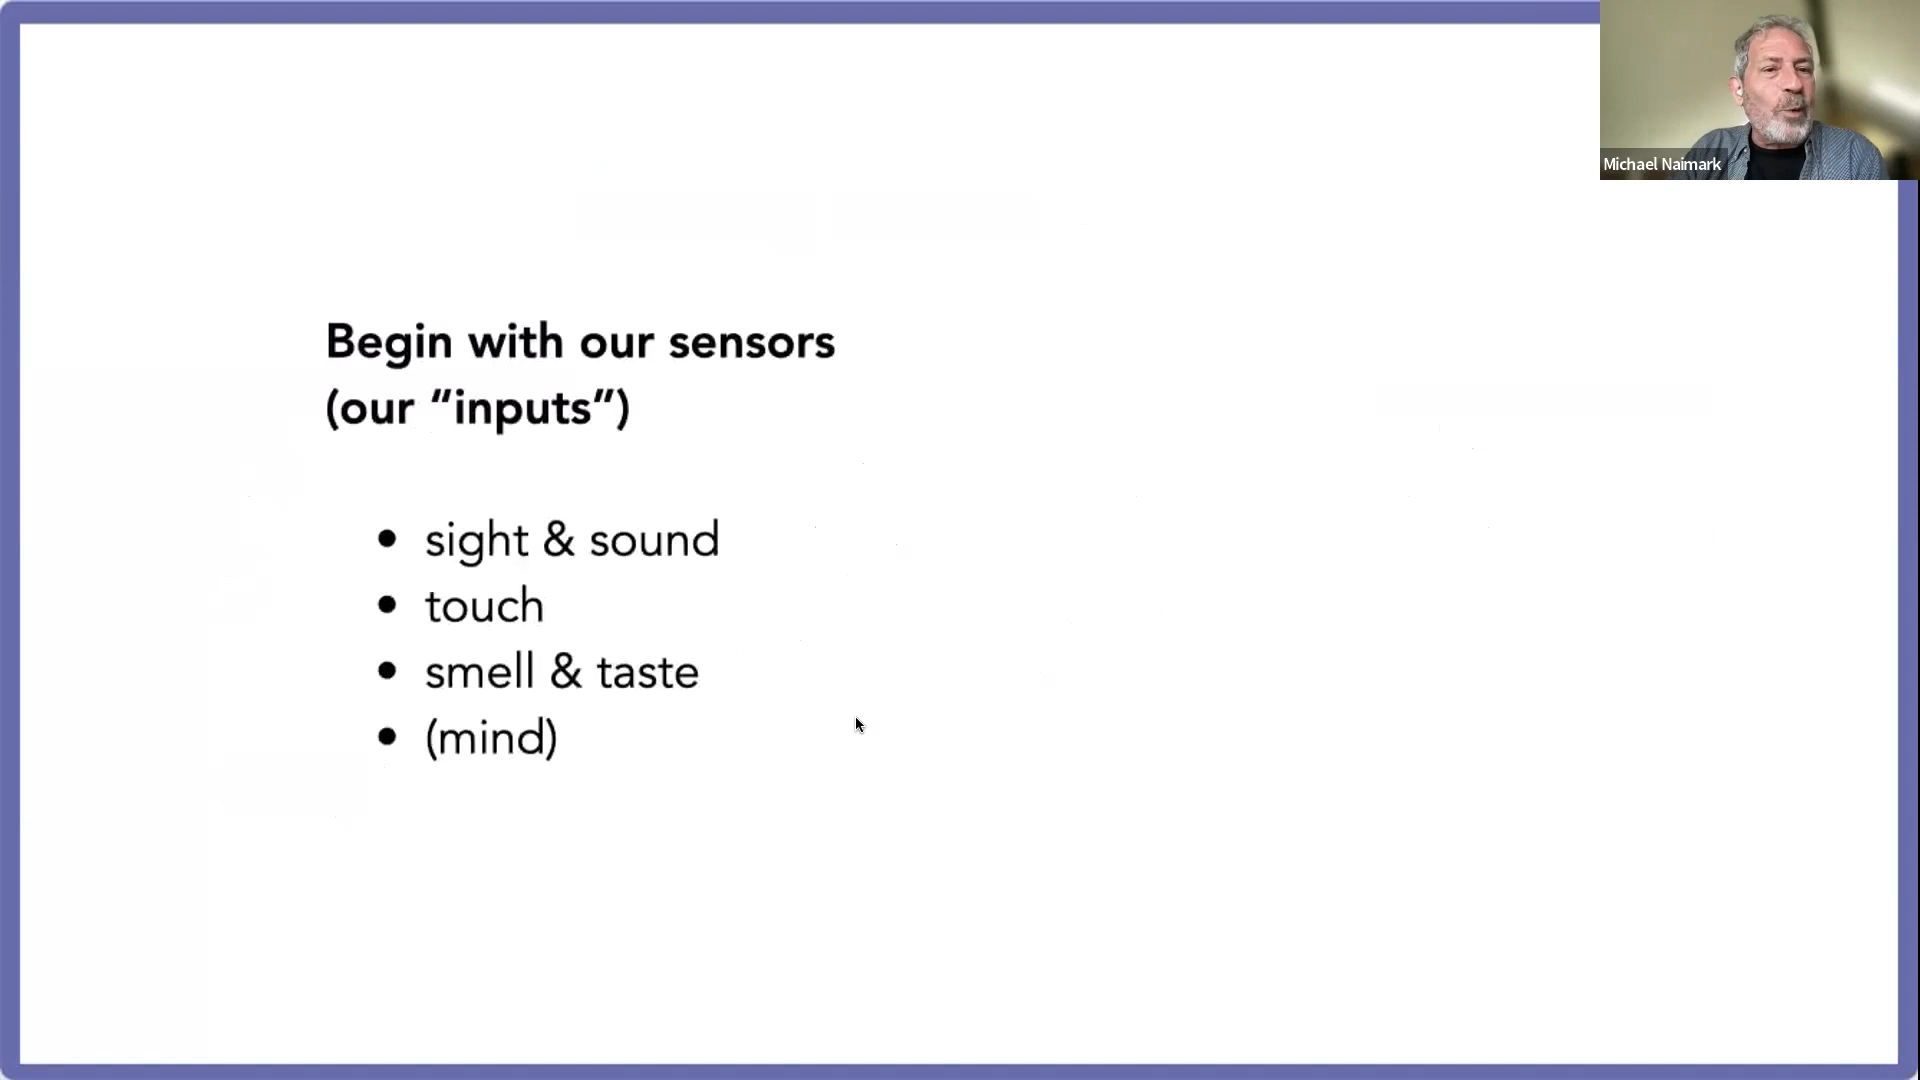 Begin with our sensors
(our “inputs”)
• sight & sound
• touch
• smell & taste
• (mind)
Michael Naimark